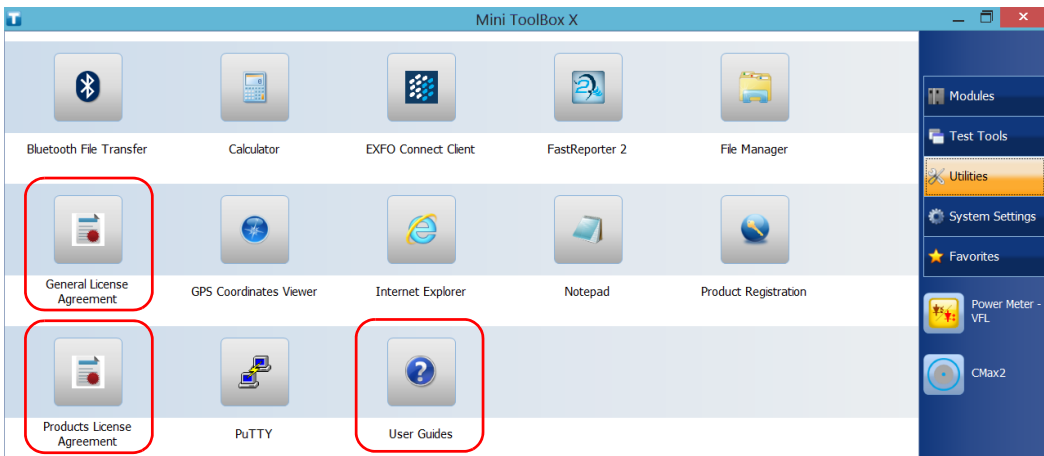 Mini ToolBox X
Bluetooth File Transfer
Calculator
EXFO Connect Client
FastReporter 2
File Manager
General License
Agreement
GPS Coordinates Viewer
Internet Explorer
Notepad
Product Registration
Products License
Agreement
PuTTY
User Guides
Modules
Test Tools
Utilities
System Settings
Favorites
Power Meter -
VFL
CMax2